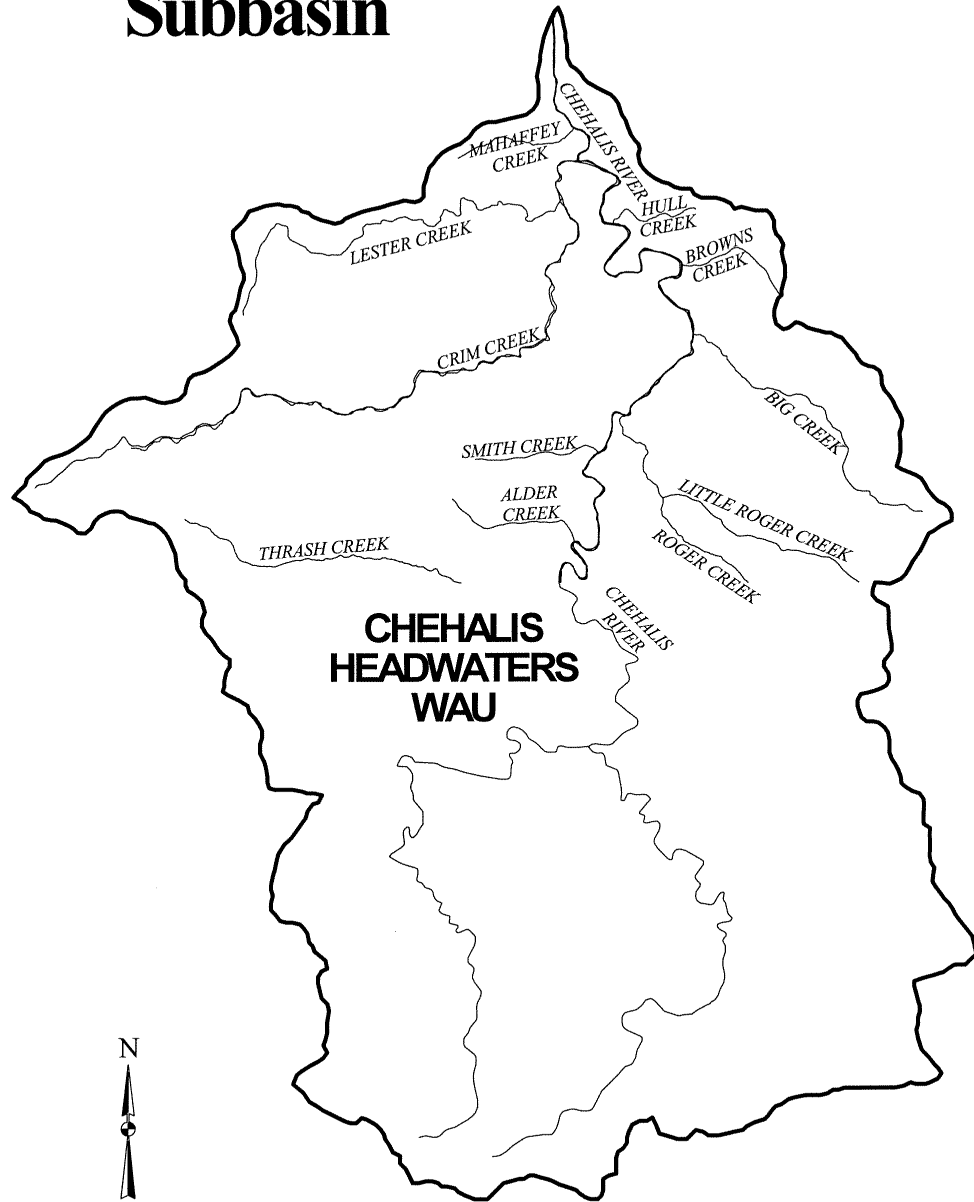 Subbasin
CHEHALIS RIVER
MAHAFFEY
CREEK
HULL
CREEK
LESTER CREEK
BROWNS
CREEK
CRIM CREEK
BIG CREEK
SMITH CREEK
ALDER
CREEK
LITTLE ROGER CREEK
ROGER CREEK
THRASH CREEK
CHEHALIS
RIVER
CHEHALIS
HEADWATERS
WAU
N